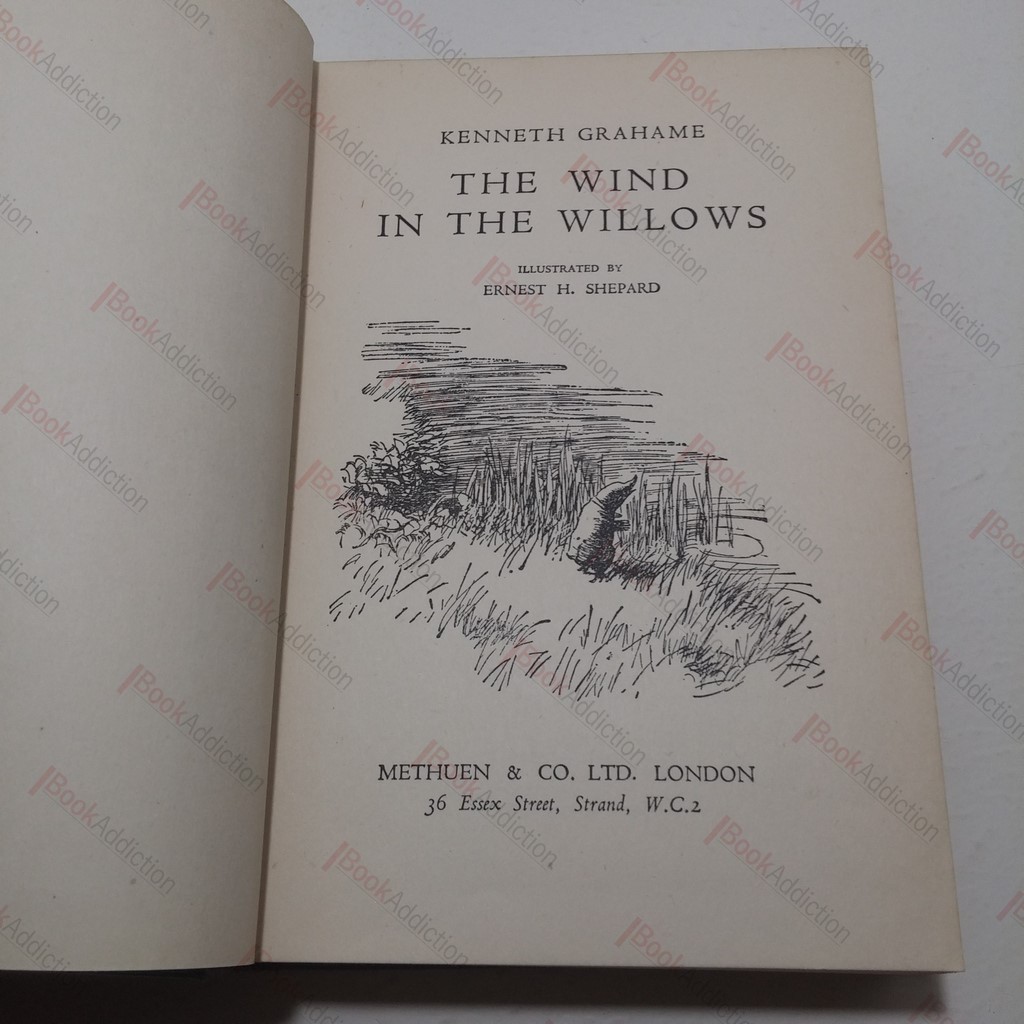 KENNETH GRAHAME
THE WIND
IN THE WILLOWS
ILLUSTRATED BY
ERNEST H. SHEPARD
METHUEN & CO. LTD. LONDON
36 Essex Street, Strand, W.C.2
BookAddiction